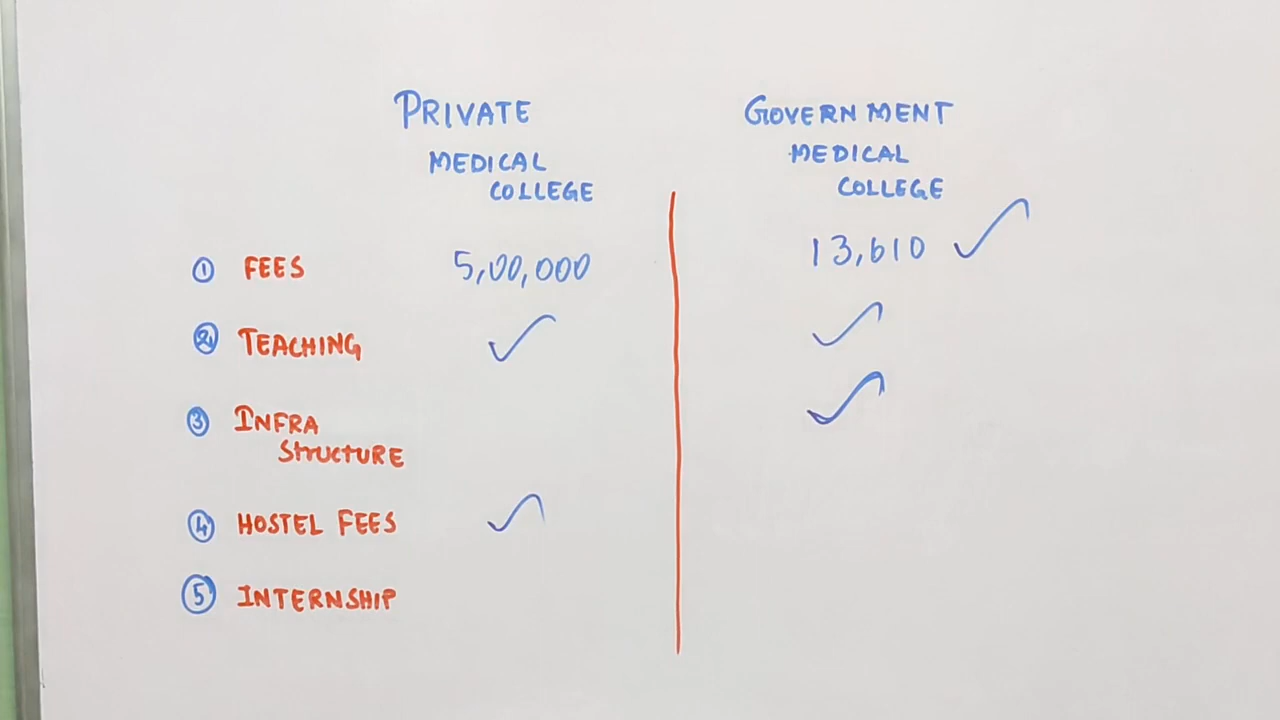 PRIVATE
MEDICAL
COLLEGE
GOVERNMENT
MEDICAL
COLLEGE
① FEES 5,00,000 13,610 ✓
② TEACHING ✓ ✓
③ INFRA ✓
STRUCTURE
④ HOSTEL FEES ✓
⑤ INTERNSHIP